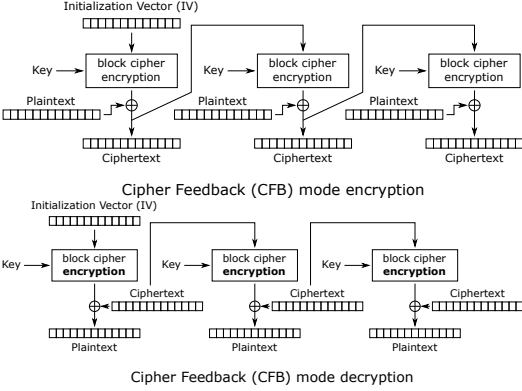 Initialization Vector (IV)
Key
block cipher
encryption
Key
block cipher
encryption
Key
block cipher
encryption
Plaintext
Plaintext
Plaintext
Ciphertext
Ciphertext
Ciphertext
Cipher Feedback (CFB) mode encryption
Initialization Vector (IV)
Key
block cipher
encryption
Key
block cipher
encryption
Key
block cipher
encryption
Ciphertext
Ciphertext
Ciphertext
Plaintext
Plaintext
Plaintext
Cipher Feedback (CFB) mode decryption